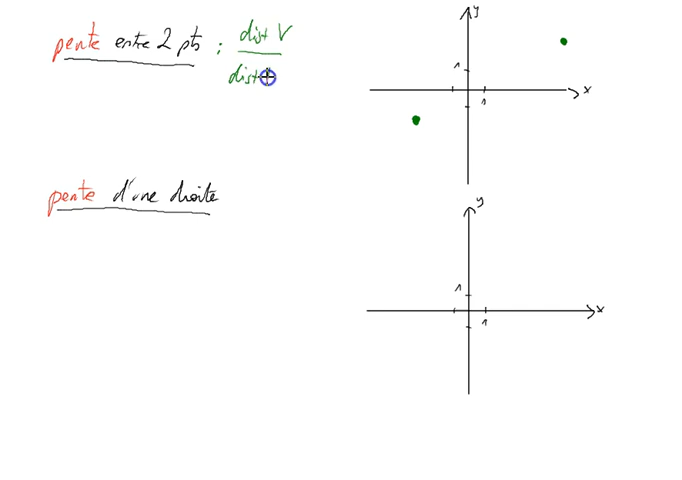 pente entre 2 pts : dist V
dist
pente d'une droite
y
1
x
1
y
1
x
1